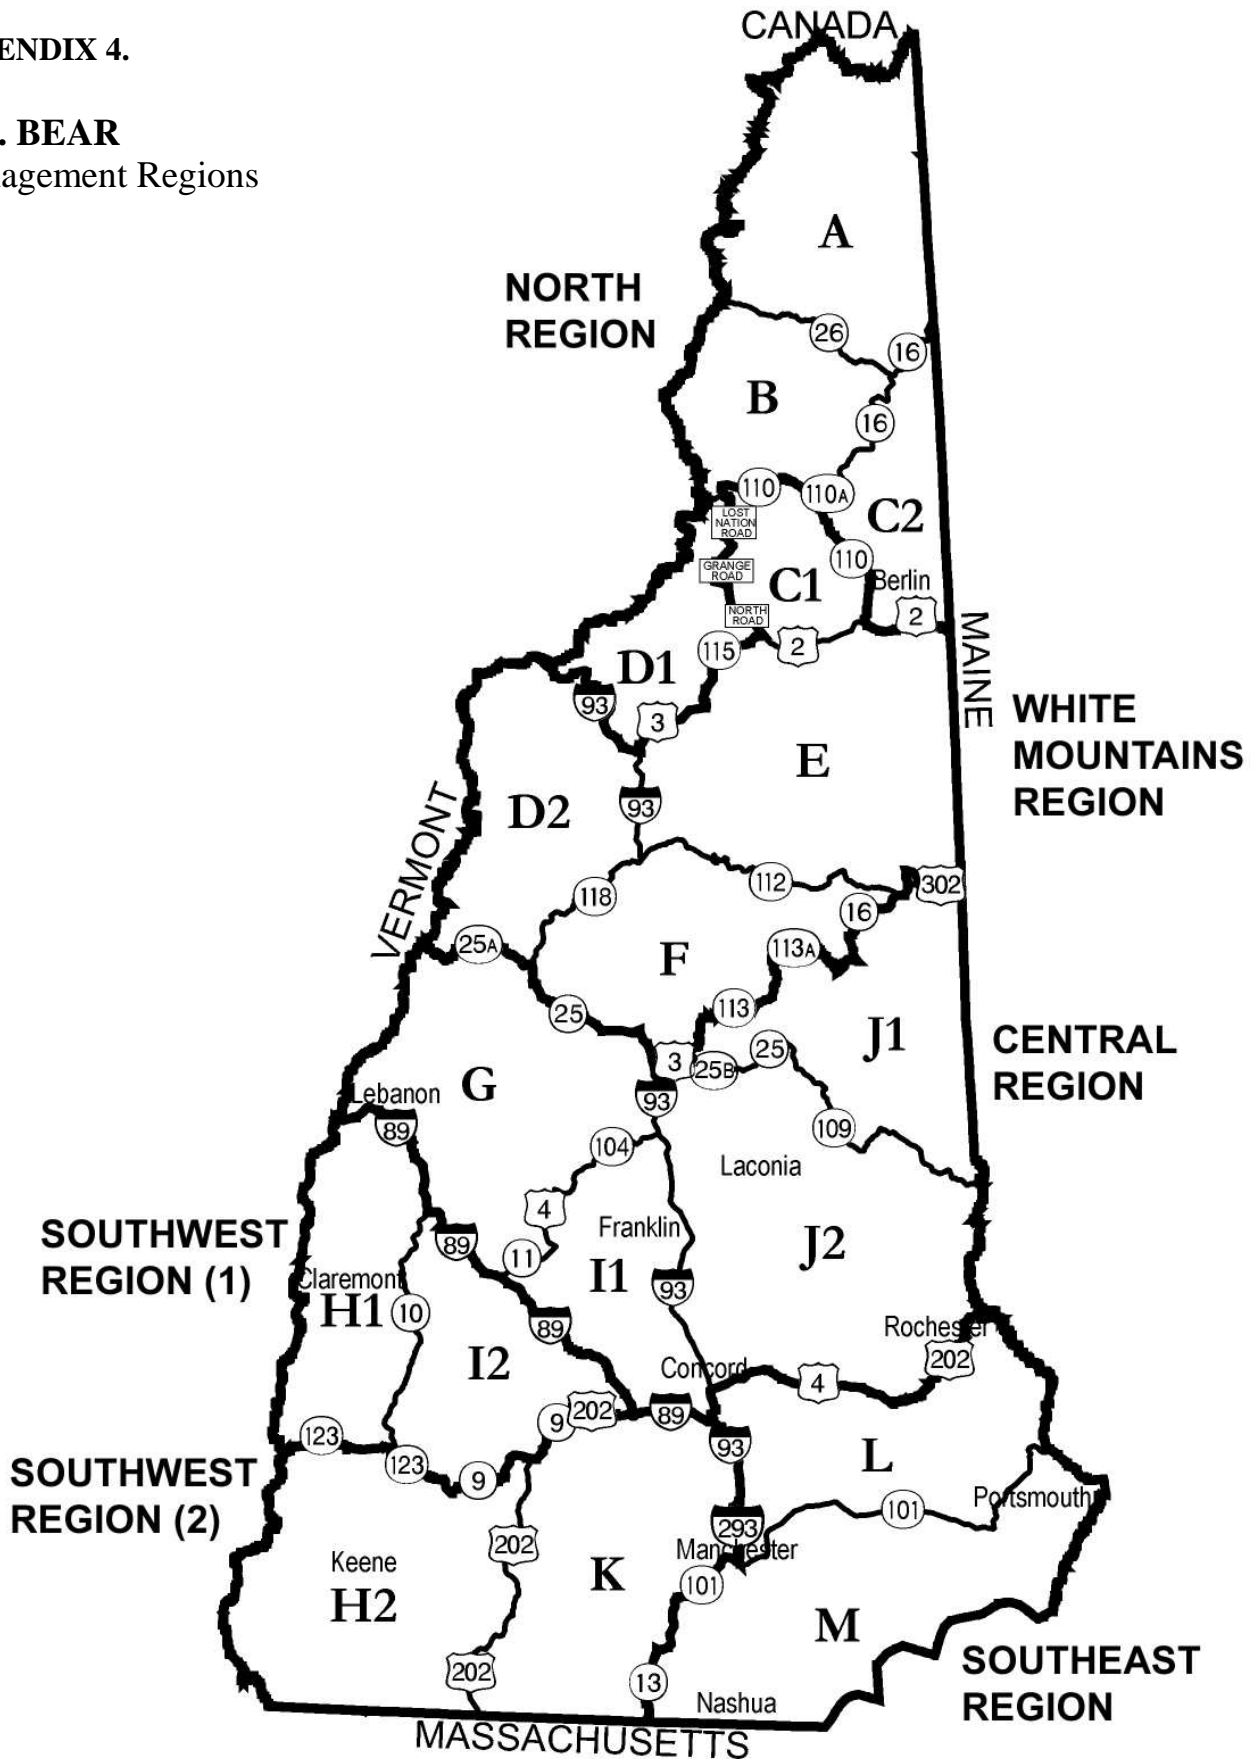 CANADA
ENDIX 4.
. BEAR
agement Regions
A
NORTH
REGION
26
16
B
16
110
110A
C2
LOST
NATION
ROAD
110
GRANGE
ROAD
C1
Berlin
NORTH
ROAD
2
2
115
MAINE
D1
93
3
WHITE
MOUNTAINS
REGION
E
93
D2
VERMONT
118
112
302
16
25A
113A
F
113
25
J1
CENTRAL
REGION
3
25B
25
G
Lebanon
93
89
109
104
Laconia
4
Franklin
SOUTHWEST
REGION (1)
89
11
J2
I1
93
Claremont
H1
10
89
Rochester
I2
202
Concord
4
202
89
9
123
93
L
123
9
SOUTHWEST
REGION (2)
Portsmouth
101
293
202
Manchester
Keene
K
101
H2
M
SOUTHEAST
REGION
202
13
Nashua
MASSACHUSETTS